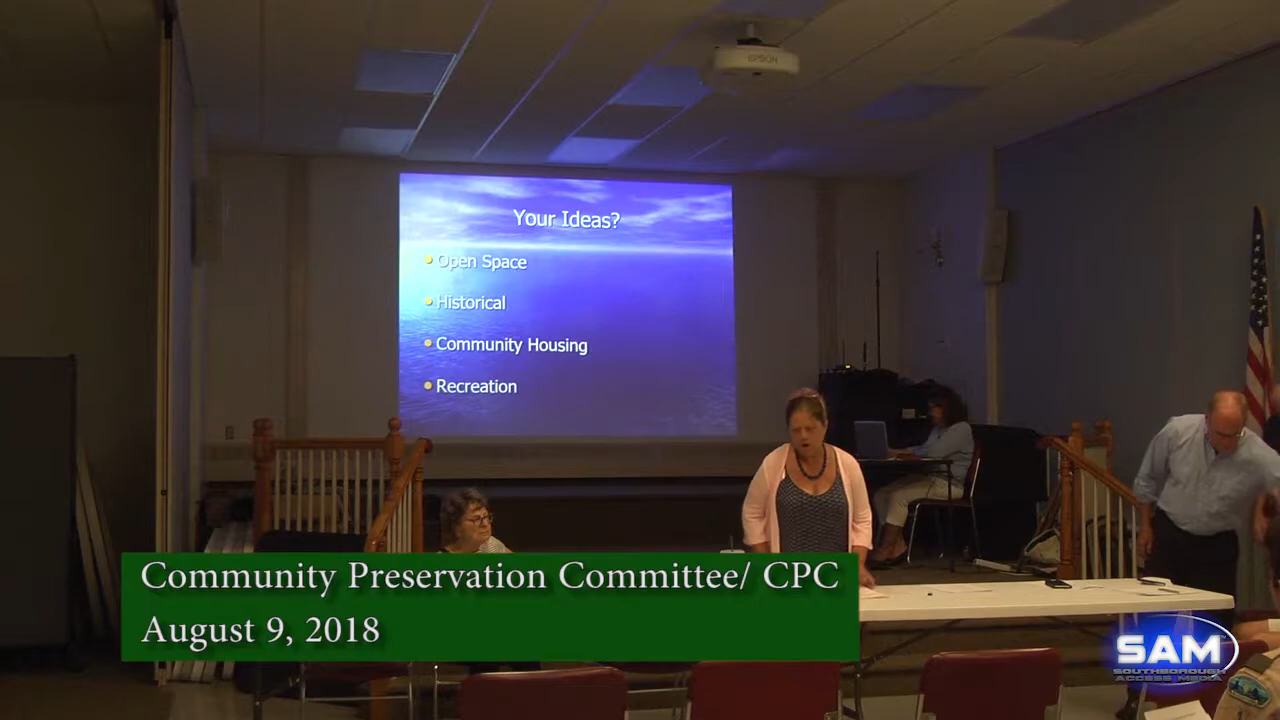 EPSON
Your Ideas?
Open Space
Historical
Community Housing
Recreation
Community Preservation Committee/ CPC
August 9, 2018
SAM
SOUTHBOROUGH
ACCESS MEDIA